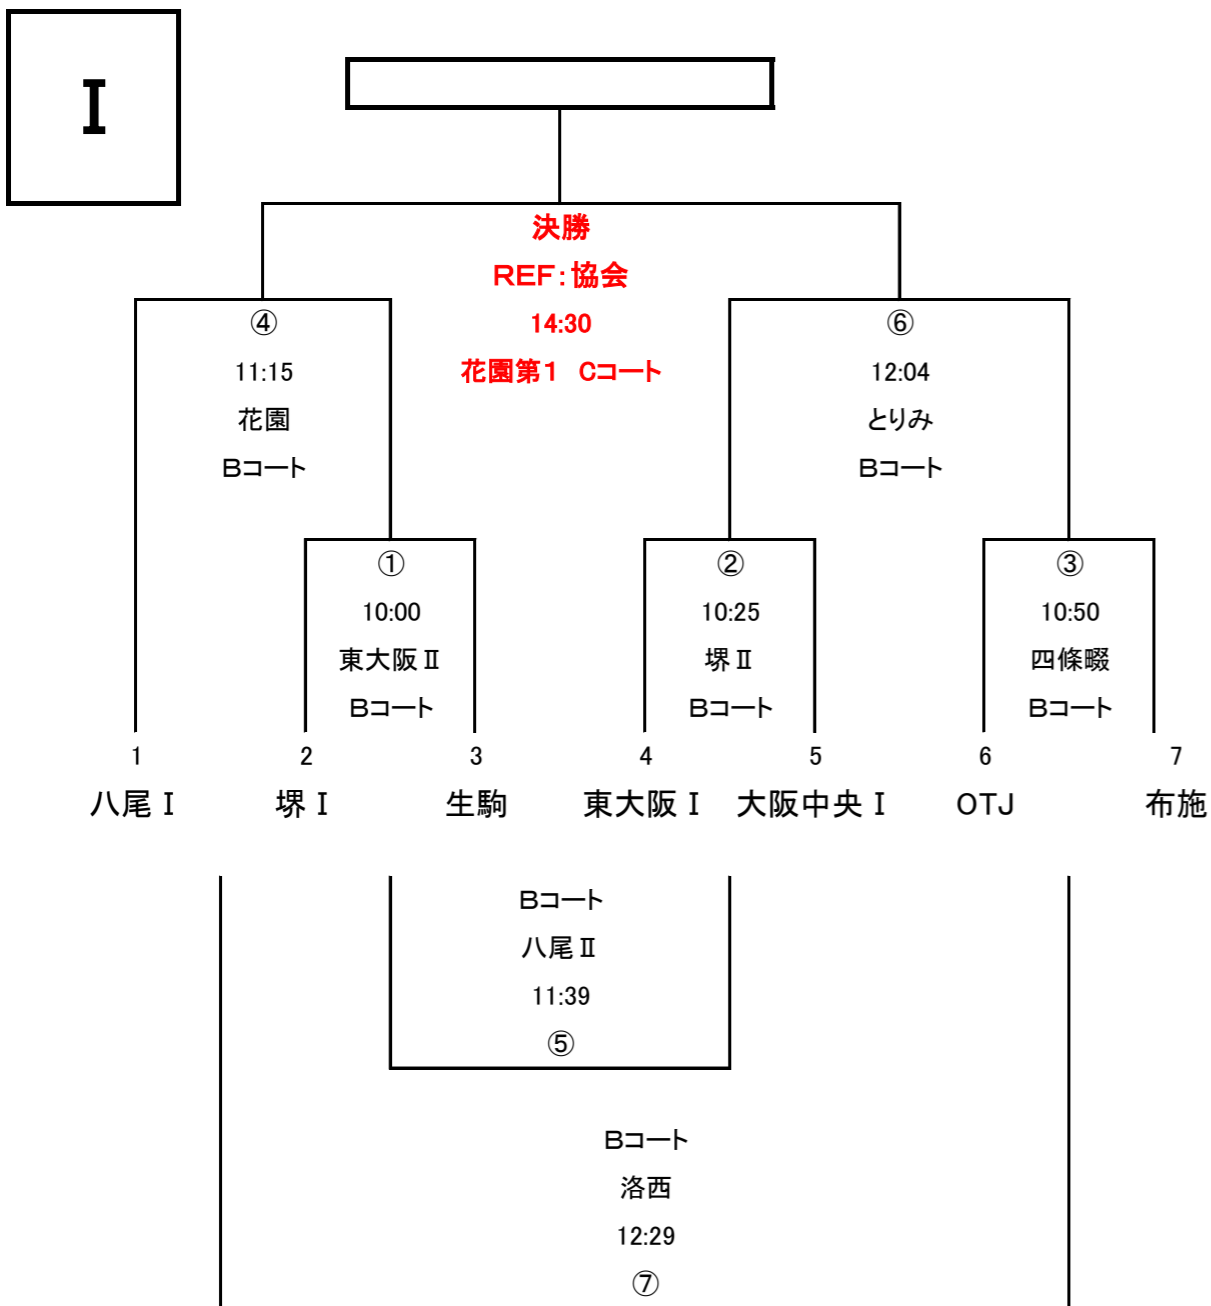 I
決勝
REF:協会
14:30
花園第1 Cコート
④
11:15
花園
Bコート
⑥
12:04
とりみ
Bコート
①
10:00
東大阪Ⅱ
Bコート
②
10:25
堺Ⅱ
Bコート
③
10:50
四條畷
Bコート
1 2 3 4 5 6 7
八尾Ⅰ 堺Ⅰ 生駒 東大阪Ⅰ 大阪中央Ⅰ OTJ 布施
Bコート
八尾Ⅱ
11:39
⑤
Bコート
洛西
12:29
⑦